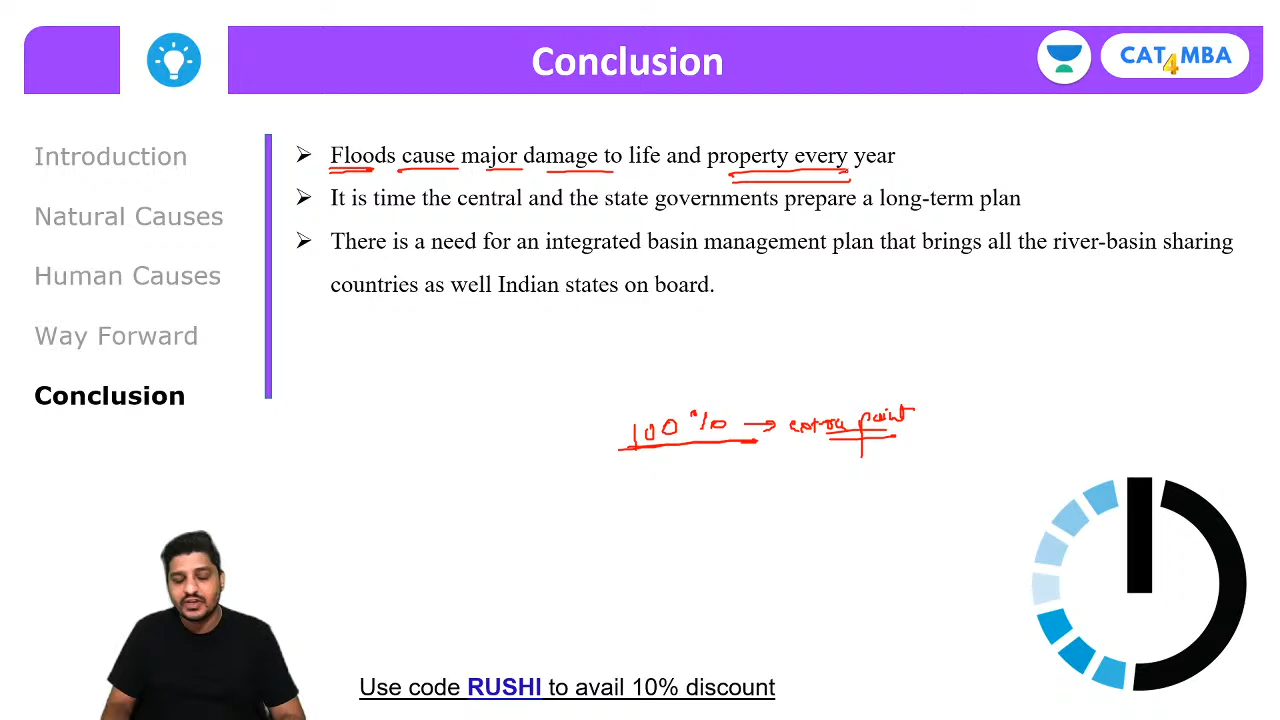 Conclusion
CAT4MBA
Introduction
Natural Causes
Human Causes
Way Forward
Conclusion
➢ Floods cause major damage to life and property every year
➢ It is time the central and the state governments prepare a long-term plan
➢ There is a need for an integrated basin management plan that brings all the river-basin sharing
countries as well Indian states on board.
100% → extra point
Use code RUSHI to avail 10% discount